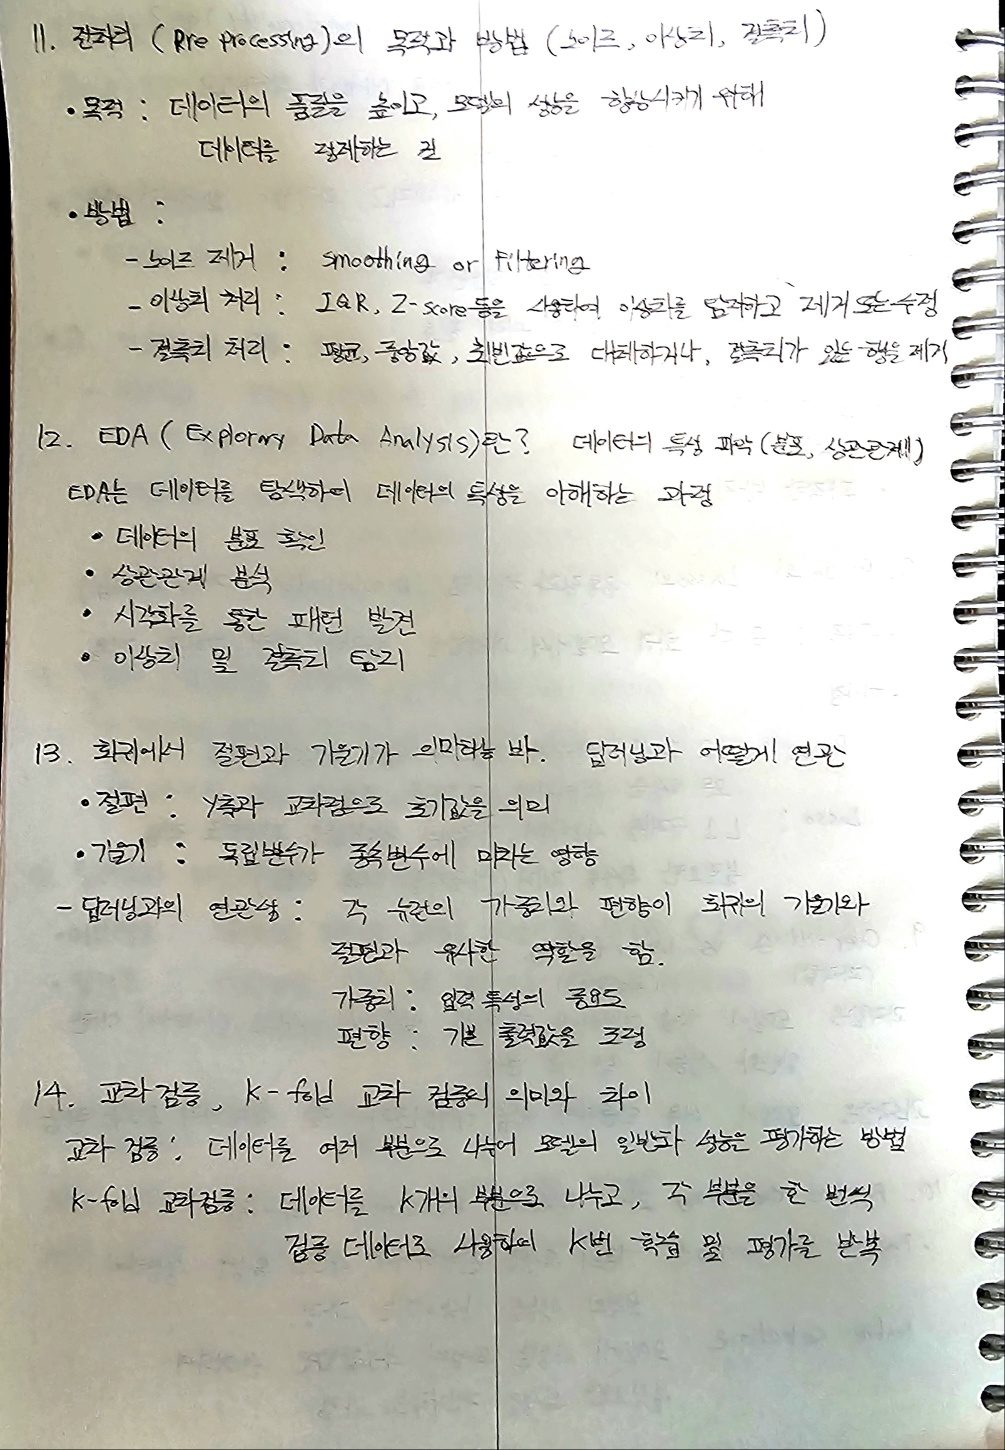 11. 전처리 (Pre processing)의 목적과 방법 (노이즈, 이상치, 결측치)
• 목적 : 데이터의 품질을 높이고, 모델의 성능을 향상시키기 위해
데이터를 정제하는 것
• 방법 :
- 노이즈 제거 : smoothing or Filtering
- 이상치 처리 : IQR, Z-score 등을 사용하여 이상치를 탐지하고 제거 또는 수정
- 결측치 처리 : 평균, 중앙값, 최빈값으로 대체하거나, 결측치가 있는 행을 제거
12. EDA ( Explorary Data Analysis)란? 데이터의 특성 파악 (분포, 상관관계)
EDA는 데이터를 탐색하여 데이터의 특성을 이해하는 과정
• 데이터의 분포 확인
• 상관관계 분석
• 시각화를 통한 패턴 발견
• 이상치 및 결측치 탐지
13. 회귀에서 절편과 기울기가 의미하는 바. 딥러닝과 어떻게 연관
• 절편 : y축과 교차점으로 초기값을 의미
• 기울기 : 독립변수가 종속변수에 미치는 영향
- 딥러닝과의 연관성 : 각 뉴런의 가중치와 편향이 회귀의 기울기와
절편과 유사한 역할을 함.
가중치 : 입력 특성의 중요도
편향 : 기본 출력값을 조정
14. 교차 검증, K-fold 교차 검증의 의미와 차이
교차 검증 : 데이터를 여러 부분으로 나누어 모델의 일반화 성능을 평가하는 방법
K-fold 교차검증 : 데이터를 K개의 부분으로 나누고, 각 부분을 한 번씩
검증 데이터로 사용하여 K번 학습 및 평가를 반복